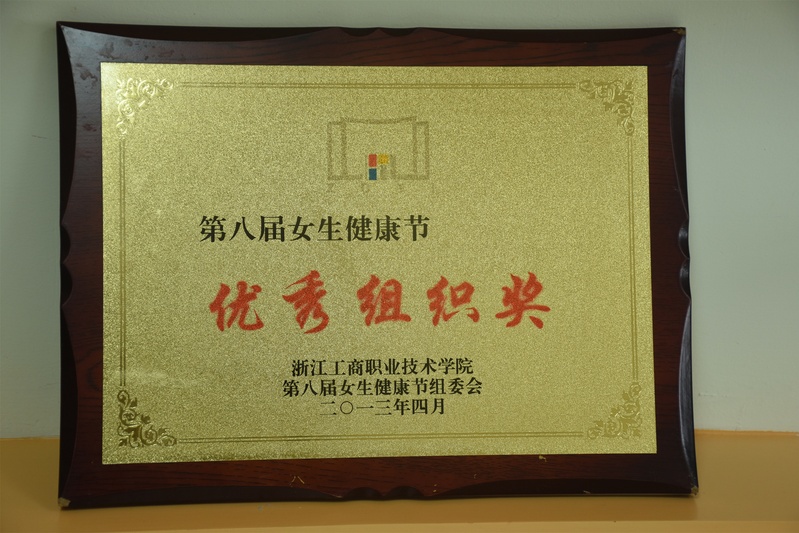 第八届女生健康节
优秀组织奖
浙江工商职业技术学院
第八届女生健康节组委会
二〇一三年四月